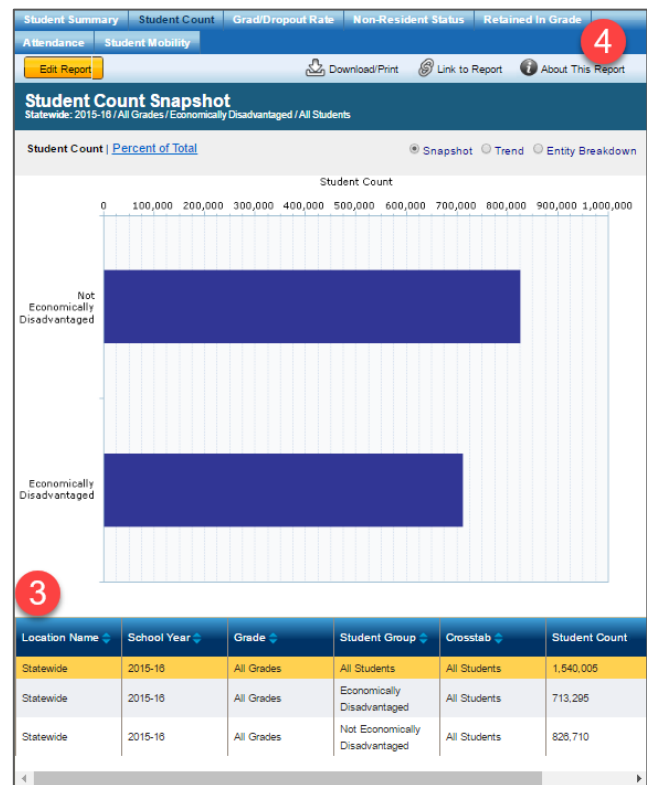 Student Summary Student Count Grad/Dropout Rate Non-Resident Status Retained In Grade
Attendance Student Mobility
4
Edit Report Download/Print Link to Report About This Report
Student Count Snapshot
Statewide: 2015-16 / All Grades / Economically Disadvantaged / All Students
Student Count | Percent of Total Snapshot Trend Entity Breakdown
Student Count
0 100,000 200,000 300,000 400,000 500,000 600,000 700,000 800,000 900,000 1,000,000
Not
Economically
Disadvantaged
Economically
Disadvantaged
3
Location Name School Year Grade Student Group Crosstab Student Count
Statewide 2015-16 All Grades All Students All Students 1,540,005
Statewide 2015-16 All Grades Economically Disadvantaged All Students 713,295
Statewide 2015-16 All Grades Not Economically Disadvantaged All Students 826,710